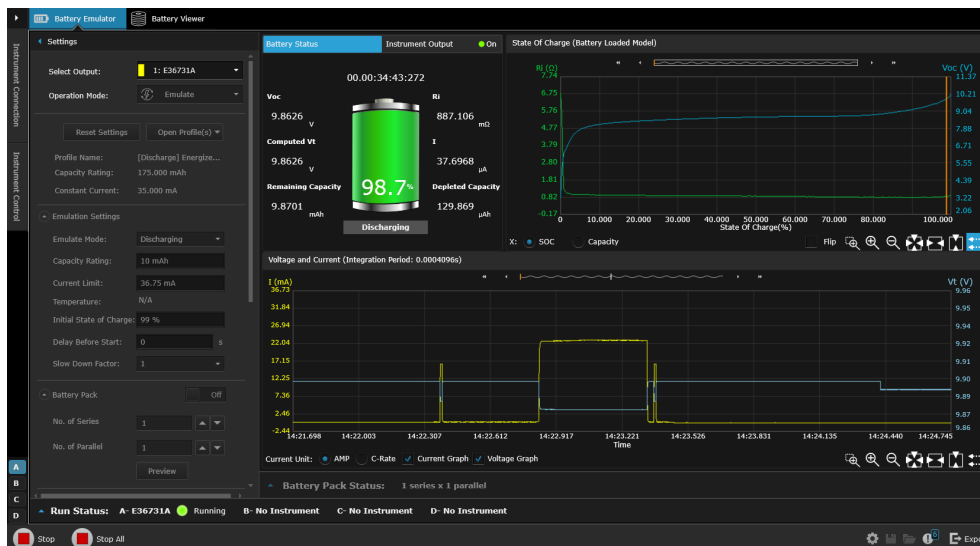 Battery Emulator
Battery Viewer
Instrument Connection
Instrument Control
A
B
C
D
Settings
Select Output: 1: E36731A
Operation Mode: Emulate
Reset Settings Open Profile(s)
Profile Name: [Discharge] Energize...
Capacity Rating: 175.000 mAh
Constant Current: 35.000 mA
Emulation Settings
Emulate Mode: Discharging
Capacity Rating: 10 mAh
Current Limit: 36.75 mA
Temperature: N/A
Initial State of Charge: 99 %
Delay Before Start: 0 s
Slow Down Factor: 1
Battery Pack Off
No. of Series 1
No. of Parallel 1
Preview
Battery Status Instrument Output On
00.00:34:43:272
Voc Ri
9.8626 V 887.106 mΩ
Computed Vt I
9.8626 V 37.6968 µA
Remaining Capacity 98.7% Depleted Capacity
9.8701 mAh 129.869 µAh
Discharging
State Of Charge (Battery Loaded Model)
Ri (Ω) Voc (V)
7.74 11.37
6.75 10.21
5.76 9.04
4.77 7.88
3.79 6.71
2.80 5.55
1.81 4.39
0.82 3.22
-0.17 2.06
0 10.000 20.000 30.000 40.000 50.000 60.000 70.000 80.000 100.000
State Of Charge(%)
X: SOC Capacity Flip
Voltage and Current (Integration Period: 0.0004096s)
I (mA) Vt (V)
36.73 9.96
31.84 9.95
26.94 9.93
22.04 9.92
17.15 9.91
12.25 9.90
7.36 9.89
2.46 9.87
-2.44 9.86
14:21.698 14:22.003 14:22.307 14:22.612 14:22.917 14:23.221 14:23.526 14:23.831 14:24.135 14:24.440 14:24.745
Time
Current Unit: AMP C-Rate Current Graph Voltage Graph
Battery Pack Status: 1 series x 1 parallel
Run Status: A- E36731A Running B- No Instrument C- No Instrument D- No Instrument
Stop Stop All